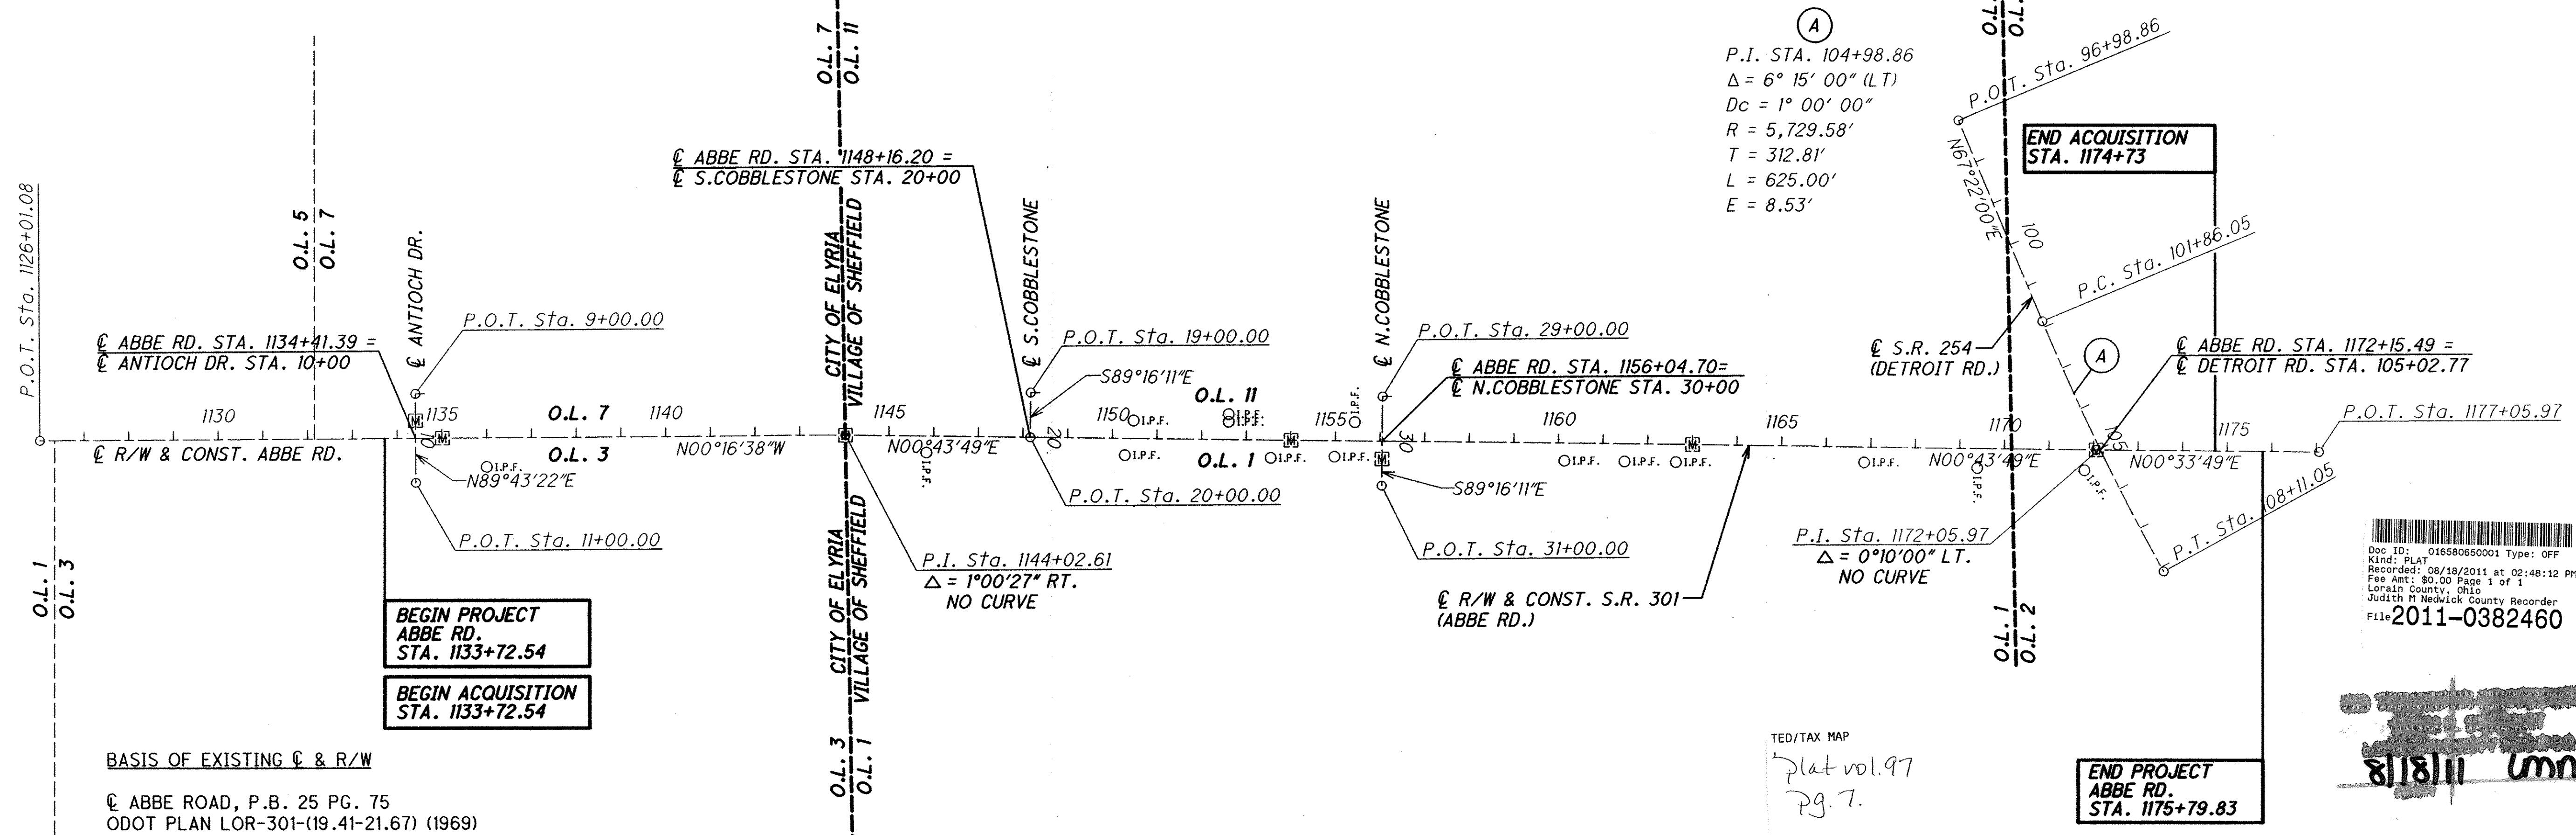 P.O.T. Sta. 1126+01.08
O.L. 5
O.L. 7
℄ ANTIOCH DR.
P.O.T. Sta. 9+00.00
℄ ABBE RD. STA. 1134+41.39 =
℄ ANTIOCH DR. STA. 10+00
1130
1135
10
O.L. 7
1140
℄ R/W & CONST. ABBE RD.
O.L. 3
N00°16'38"W
I.P.F.
N89°43'22"E
P.O.T. Sta. 11+00.00
O.L. 1
O.L. 3
BEGIN PROJECT
ABBE RD.
STA. 1133+72.54
BEGIN ACQUISITION
STA. 1133+72.54
BASIS OF EXISTING ℄ & R/W
℄ ABBE ROAD, P.B. 25 PG. 75
ODOT PLAN LOR-301-(19.41-21.67) (1969)
O.L. 7
O.L. 11
℄ ABBE RD. STA. 1148+16.20 =
℄ S.COBBLESTONE STA. 20+00
CITY OF ELYRIA
VILLAGE OF SHEFFIELD
℄ S.COBBLESTONE
P.O.T. Sta. 19+00.00
S89°16'11"E
O.L. 11
1145
20
1150
I.P.F.
I.P.F.
I.P.F.
1155
I.P.F.
N00°43'49"E
I.P.F.
I.P.F.
O.L. 1
I.P.F.
I.P.F.
P.O.T. Sta. 20+00.00
CITY OF ELYRIA
VILLAGE OF SHEFFIELD
P.I. Sta. 1144+02.61
Δ = 1°00'27" RT.
NO CURVE
O.L. 3
O.L. 1
℄ N.COBBLESTONE
P.O.T. Sta. 29+00.00
℄ ABBE RD. STA. 1156+04.70=
℄ N.COBBLESTONE STA. 30+00
30
1160
1165
1170
I.P.F.
I.P.F.
I.P.F.
I.P.F.
N00°43'49"E
I.P.F.
S89°16'11"E
P.O.T. Sta. 31+00.00
℄ R/W & CONST. S.R. 301
(ABBE RD.)
A
P.I. STA. 104+98.86
Δ = 6° 15' 00" (LT)
Dc = 1° 00' 00"
R = 5,729.58'
T = 312.81'
L = 625.00'
E = 8.53'
P.O.T. Sta. 96+98.86
N67°22'00"E
END ACQUISITION
STA. 1174+73
100
P.C. Sta. 101+86.05
℄ S.R. 254
(DETROIT RD.)
A
℄ ABBE RD. STA. 1172+15.49 =
℄ DETROIT RD. STA. 105+02.77
105
1175
P.O.T. Sta. 1177+05.97
N00°33'49"E
I.P.F.
P.T. Sta. 108+11.05
P.I. Sta. 1172+05.97
Δ = 0°10'00" LT.
NO CURVE
O.L. 1
O.L. 2
END PROJECT
ABBE RD.
STA. 1175+79.83
TED/TAX MAP
plat vol.97
pg. 7.
Doc ID: 016580650001 Type: OFF
Kind: PLAT
Recorded: 08/18/2011 at 02:48:12 PM
Fee Amt: $0.00 Page 1 of 1
Lorain County, Ohio
Judith M Nedwick County Recorder
File 2011-0382460
8/18/11